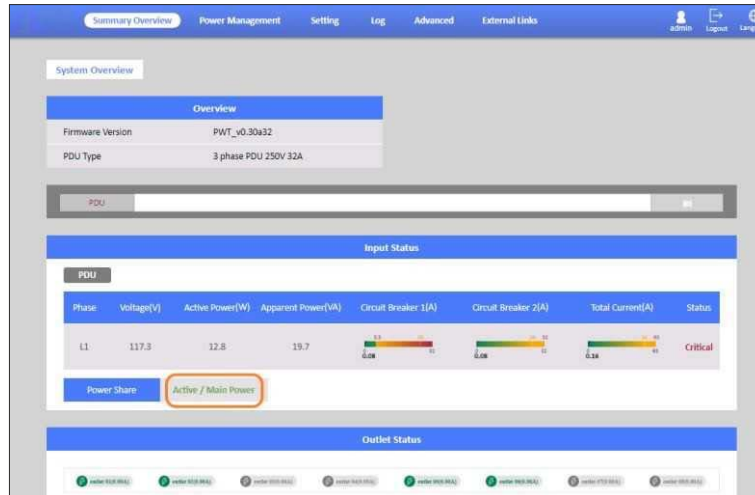 Summary Overview Power Management Setting Log Advanced External Links
admin Logout
System Overview
Overview
Firmware Version PWT_v0.30a32
PDU Type 3 phase PDU 250V 32A
PDU
Input Status
PDU
Phase Voltage(V) Active Power(W) Apparent Power(VA) Circuit Breaker 1(A) Circuit Breaker 2(A) Total Current(A) Status
L1 117.3 12.8 19.7 0.08 0.08 0.16 Critical
Power Share Active / Main Power
Outlet Status